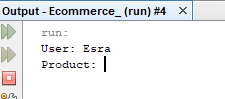 Output - Ecommerce_ (run) #4
run:
User: Esra
Product: